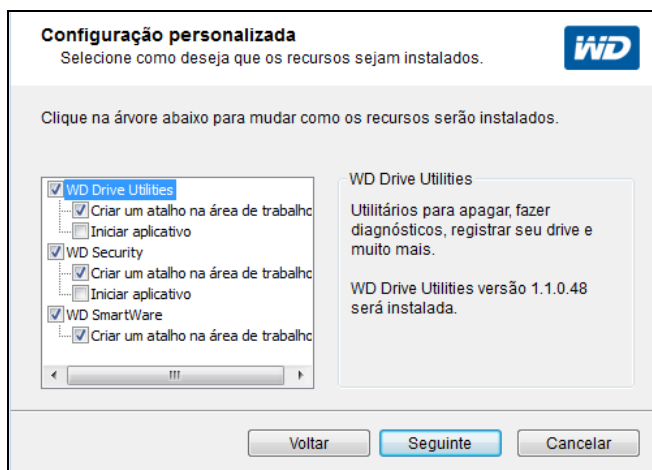 Configuração personalizada
Selecione como deseja que os recursos sejam instalados.
WD
Clique na árvore abaixo para mudar como os recursos serão instalados.
WD Drive Utilities
Criar um atalho na área de trabalho
Iniciar aplicativo
WD Security
Criar um atalho na área de trabalho
Iniciar aplicativo
WD SmartWare
Criar um atalho na área de trabalho
WD Drive Utilities
Utilitários para apagar, fazer
diagnósticos, registrar seu drive e
muito mais.
WD Drive Utilities versão 1.1.0.48
será instalada.
Voltar
Seguinte
Cancelar